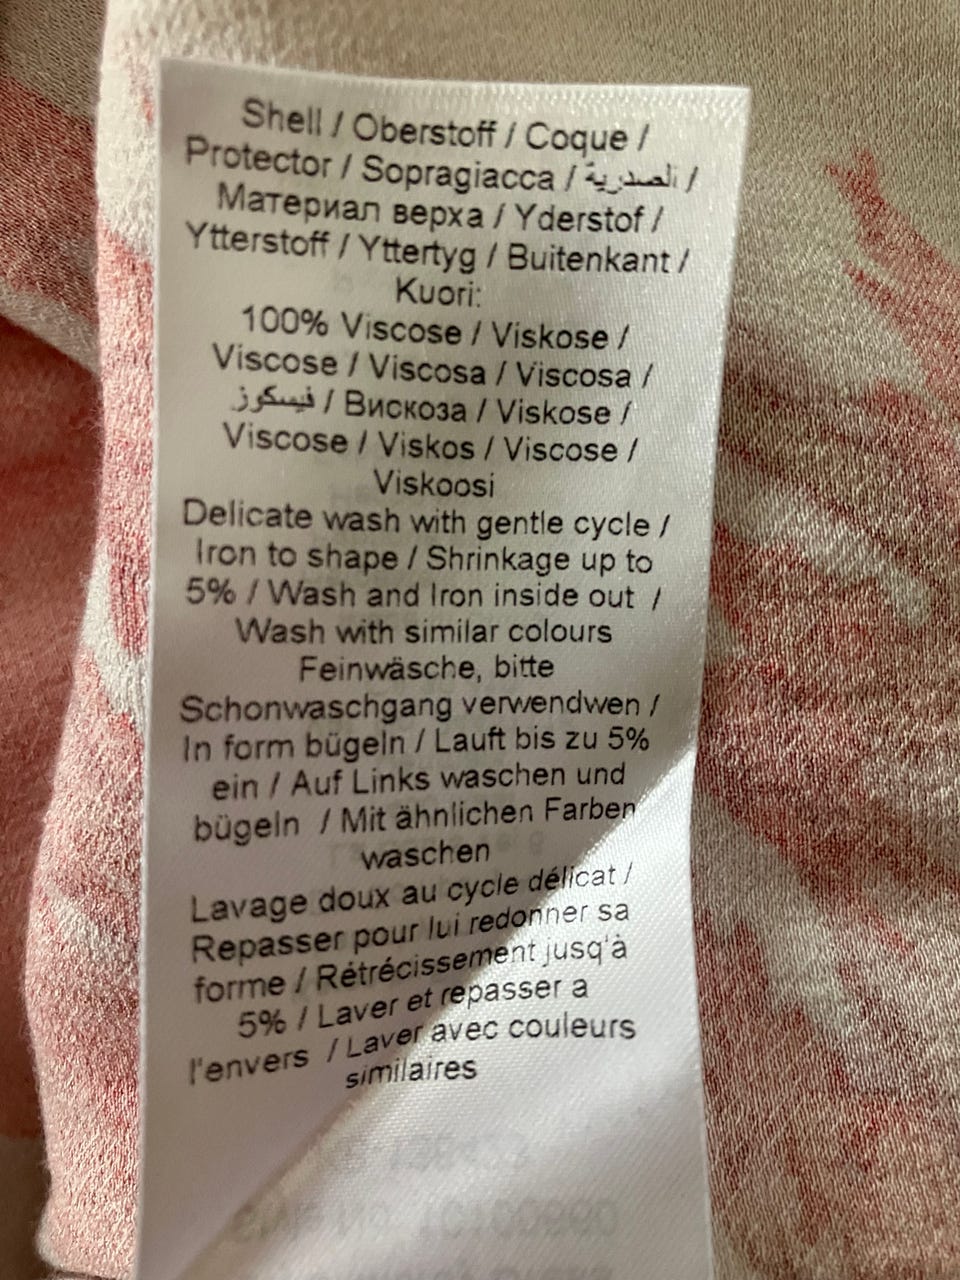 Shell / Oberstoff / Coque /
Protector / Sopragiacca / الصدرية /
Материал верха / Yderstof /
Ytterstoff / Yttertyg / Buitenkant /
Kuori:
100% Viscose / Viskose /
Viscose / Viscosa / Viscosa /
فيسكوز / Вискоза / Viskose /
Viscose / Viskos / Viscose /
Viskoosi
Delicate wash with gentle cycle /
Iron to shape / Shrinkage up to
5% / Wash and Iron inside out /
Wash with similar colours
Feinwäsche, bitte
Schonwaschgang verwendwen /
In form bügeln / Lauft bis zu 5%
ein / Auf Links waschen und
bügeln / Mit ähnlichen Farben
waschen
Lavage doux au cycle délicat /
Repasser pour lui redonner sa
forme / Rétrécissement jusq'à
5% / Laver et repasser a
l'envers / Laver avec couleurs
similaires